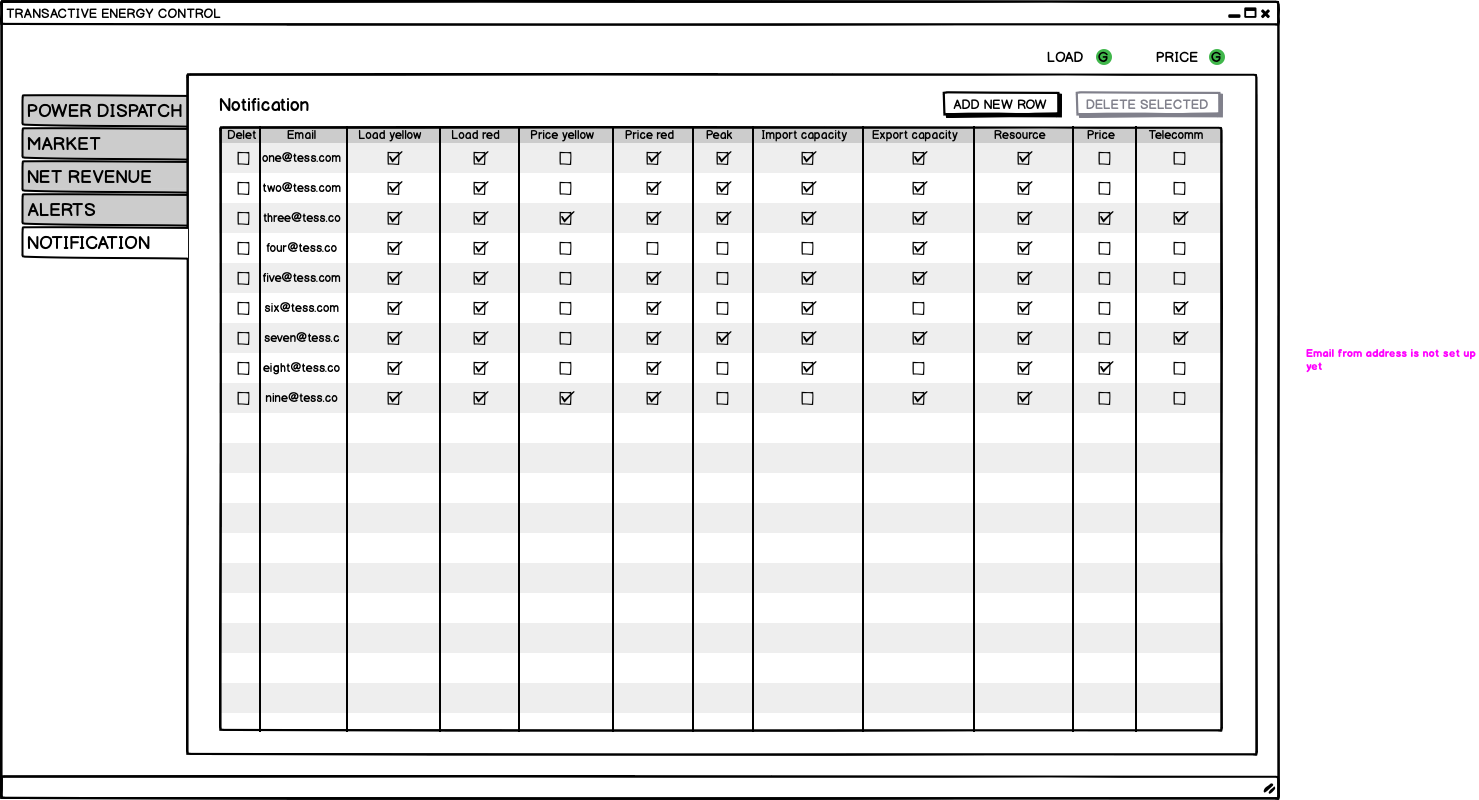 TRANSACTIVE ENERGY CONTROL
LOAD G PRICE G
POWER DISPATCH
MARKET
NET REVENUE
ALERTS
NOTIFICATION
Notification ADD NEW ROW DELETE SELECTED
Delet Email Load yellow Load red Price yellow Price red Peak Import capacity Export capacity Resource Price Telecomm
one@tess.com
two@tess.com
three@tess.co
four@tess.co
five@tess.com
six@tess.com
seven@tess.c
eight@tess.co
nine@tess.co
Email from address is not set up
yet